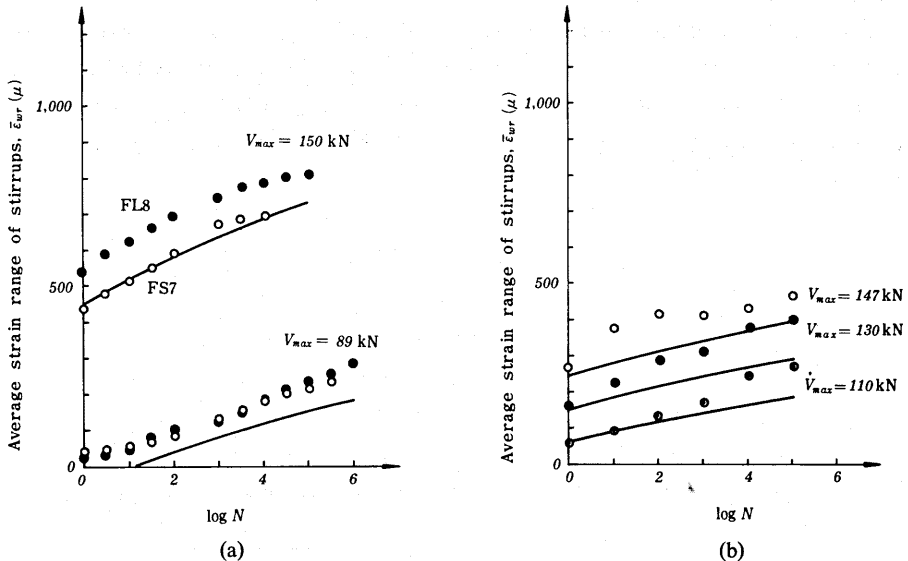 Average strain range of stirrups, ε̄wr (μ)
1,000
500
0
0 2 4 6
log N
Vmax = 150 kN
FL8
FS7
Vmax = 89 kN
(a)
Average strain range of stirrups, ε̄wr (μ)
1,000
500
0
0 2 4 6
log N
Vmax = 147 kN
Vmax = 130 kN
Vmax = 110 kN
(b)